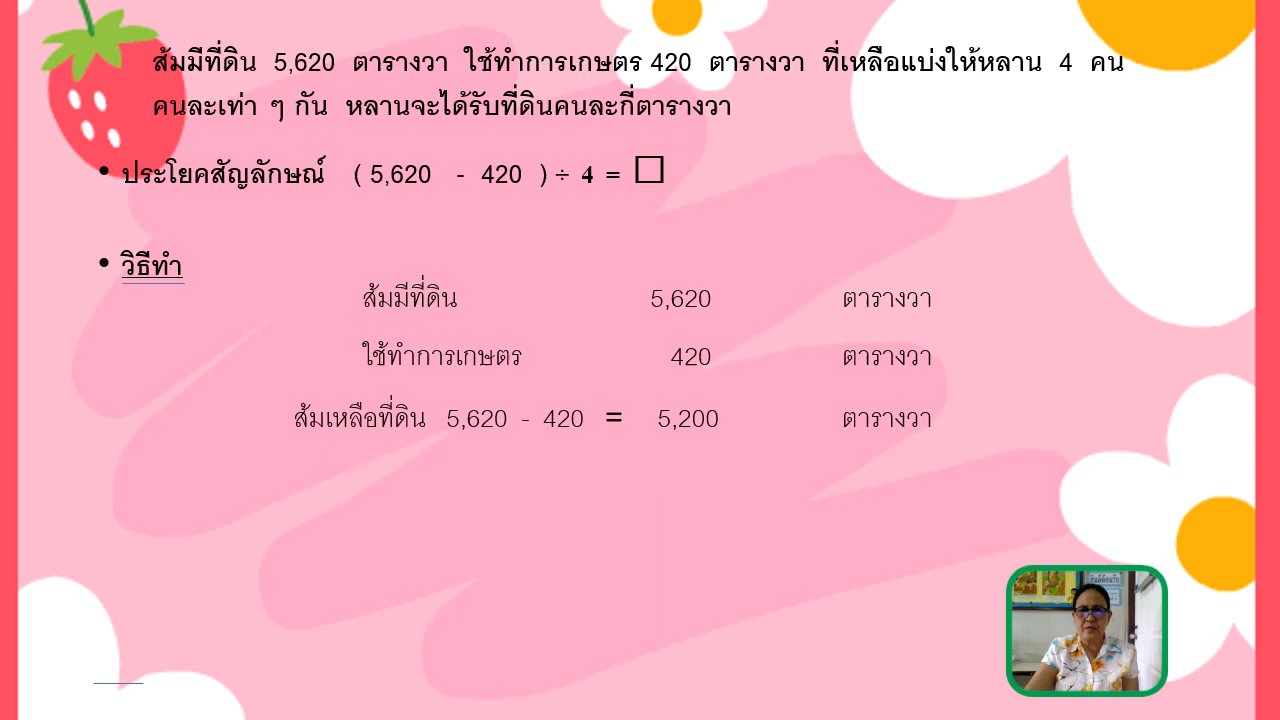 ส้มมีที่ดิน 5,620 ตารางวา ใช้ทำการเกษตร 420 ตารางวา ที่เหลือแบ่งให้หลาน 4 คน
คนละเท่า ๆ กัน หลานจะได้รับที่ดินคนละกี่ตารางวา
• ประโยคสัญลักษณ์ ( 5,620 - 420 ) ÷ 4 = □
• วิธีทำ
ส้มมีที่ดิน 5,620 ตารางวา
ใช้ทำการเกษตร 420 ตารางวา
ส้มเหลือที่ดิน 5,620 - 420 = 5,200 ตารางวา